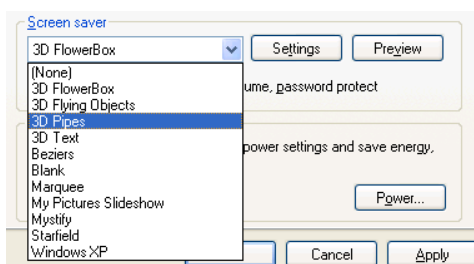 Screen saver
3D FlowerBox
Settings
Preview
(None)
3D FlowerBox
3D Flying Objects
3D Pipes
3D Text
Beziers
Blank
Marquee
My Pictures Slideshow
Mystify
Starfield
Windows XP
ume, password protect
power settings and save energy,
Power...
Cancel
Apply